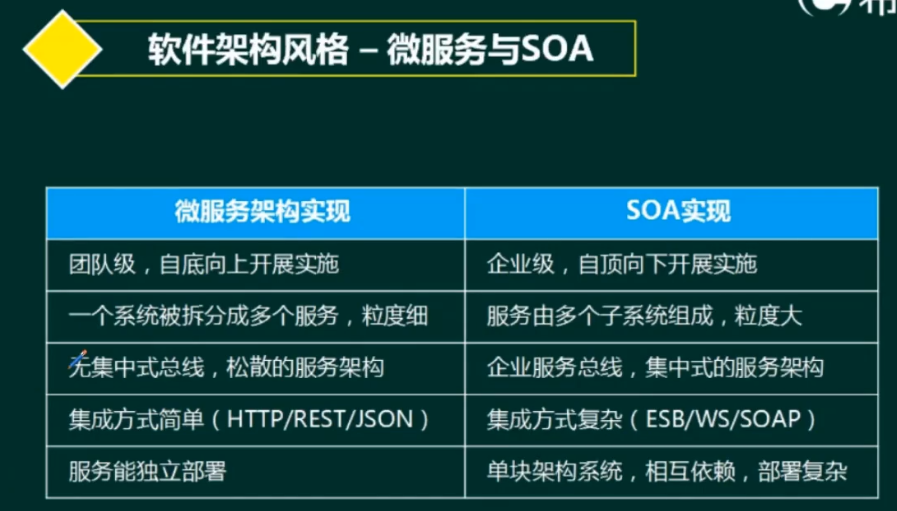 软件架构风格 – 微服务与SOA
微服务架构实现
SOA实现
团队级，自底向上开展实施
企业级，自顶向下开展实施
一个系统被拆分成多个服务，粒度细
服务由多个子系统组成，粒度大
无集中式总线，松散的服务架构
企业服务总线，集中式的服务架构
集成方式简单（HTTP/REST/JSON）
集成方式复杂（ESB/WS/SOAP）
服务能独立部署
单块架构系统，相互依赖，部署复杂